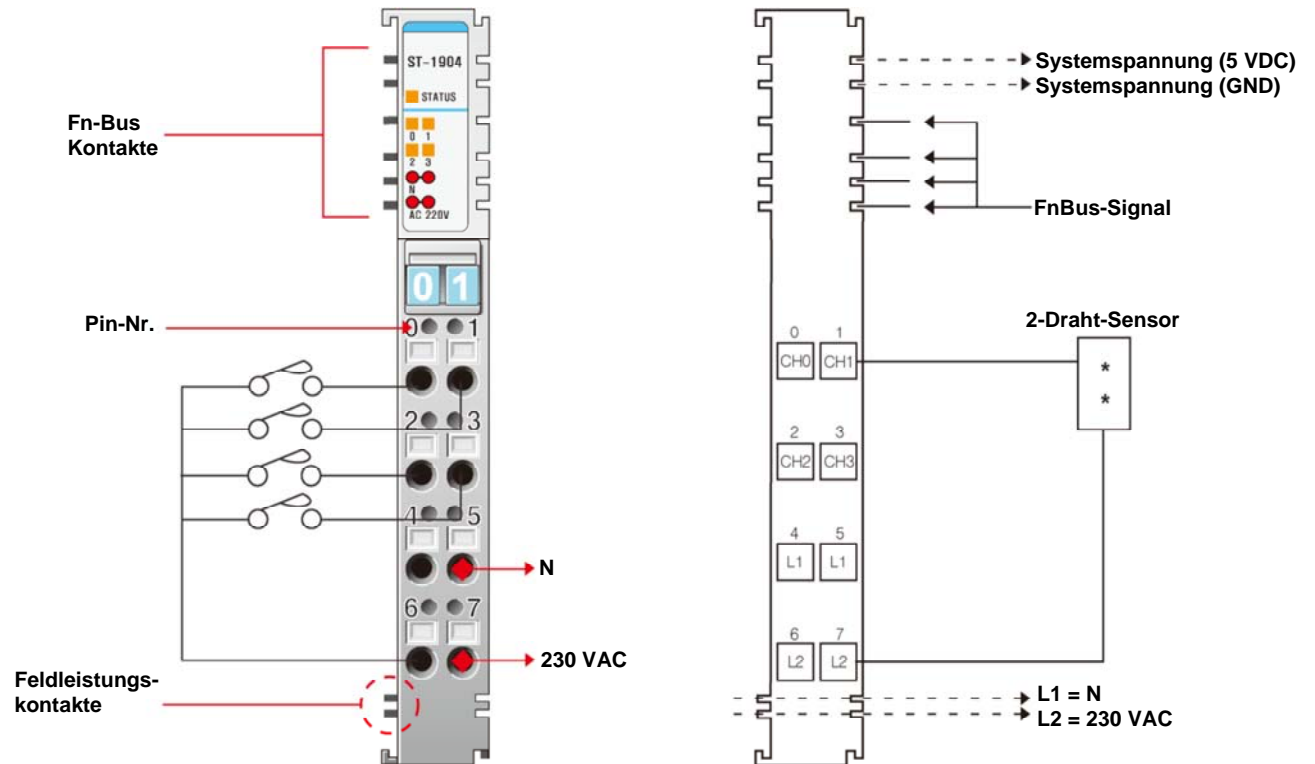 ST-1904
STATUS
0 1
2 3
N
AC 220V
Fn-Bus
Kontakte
0 1
Pin-Nr.
0 1
2 3
4 5
N
6 7
230 VAC
Feldleistungs-
kontakte
Systemspannung (5 VDC)
Systemspannung (GND)
FnBus-Signal
2-Draht-Sensor
*
*
0 1
CH0 CH1
2 3
CH2 CH3
4 5
L1 L1
6 7
L2 L2
L1 = N
L2 = 230 VAC